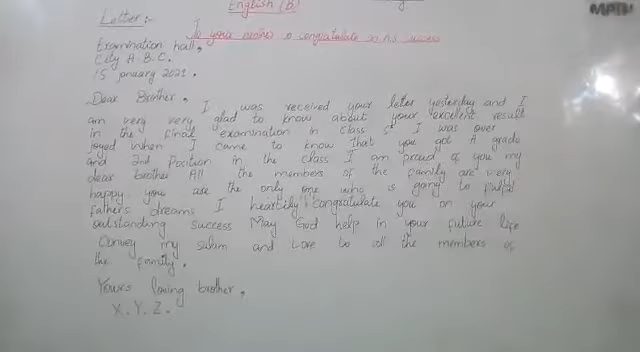 English (B)
MPTH
Letter:-
To your brother to congratulate on his success
Examination hall,
City A.B.C.
15 january 2021.
Dear Brother, I was received your leter yesterday and I
am very very glad to know about your excellent result
in the final examination in class 5th I was over
joyed when I came to know that you got A grade
and 2nd Position in the class I am proud of you my
dear brother All the members of the family are very
happy you are the only one who is going to fulfil
fathers dreams I heartily congratulate you on your
outstanding success May God help in your future life
Convey my salum and Love to all the members of
the family.
Yours loving brother,
X.Y.Z.